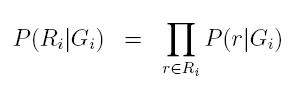 P(R_i|G_i) = ∏_{r∈R_i} P(r|G_i)